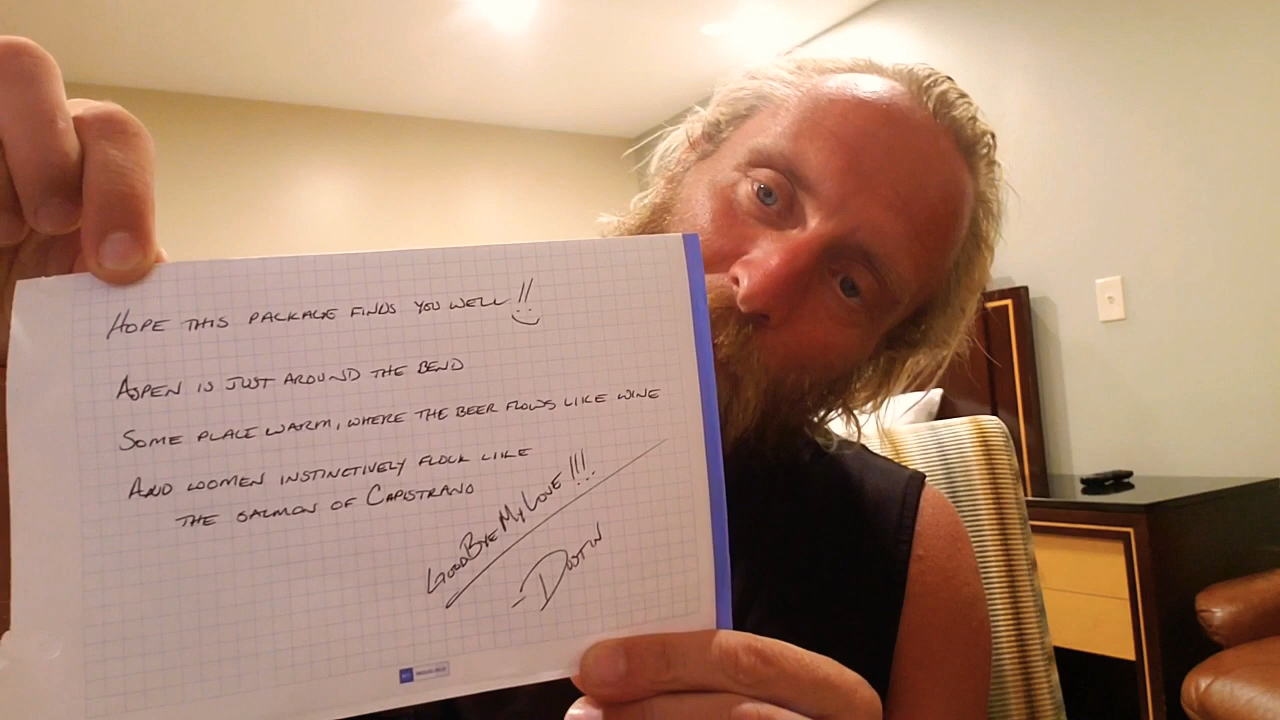 HOPE THIS PACKAGE FINDS YOU WELL!!
ASPEN IS JUST AROUND THE BEND
SOME PLACE WARM, WHERE THE BEER FLOWS LIKE WINE
AND WOMEN INSTINCTIVELY FLOCK LIKE
THE SALMON OF CAPISTRANO
GOODBYE MY LOVE!!!
-DUSTIN